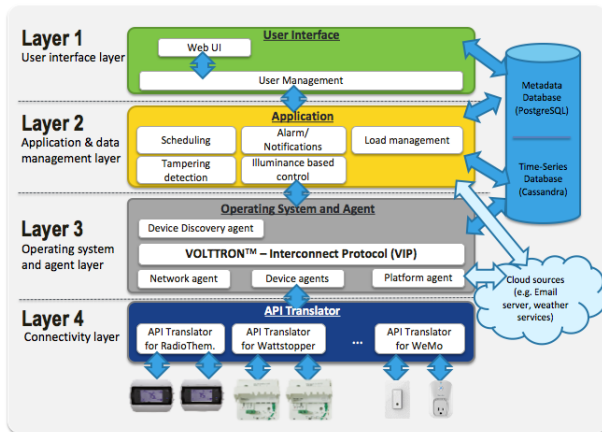 Layer 1
User interface layer
User Interface
Web UI
User Management
Layer 2
Application & data
management layer
Application
Scheduling
Alarm/
Notifications
Load management
Tampering
detection
Illuminance based
control
Metadata
Database
(PostgreSQL)
Time-Series
Database
(Cassandra)
Layer 3
Operating system
and agent layer
Operating System and Agent
Device Discovery agent
VOLTTRON™ – Interconnect Protocol (VIP)
Network agent
Device agents
Platform agent
Cloud sources
(e.g. Email
server, weather
services)
Layer 4
Connectivity layer
API Translator
API Translator
for RadioThem.
API Translator
for Wattstopper
...
API Translator
for WeMo